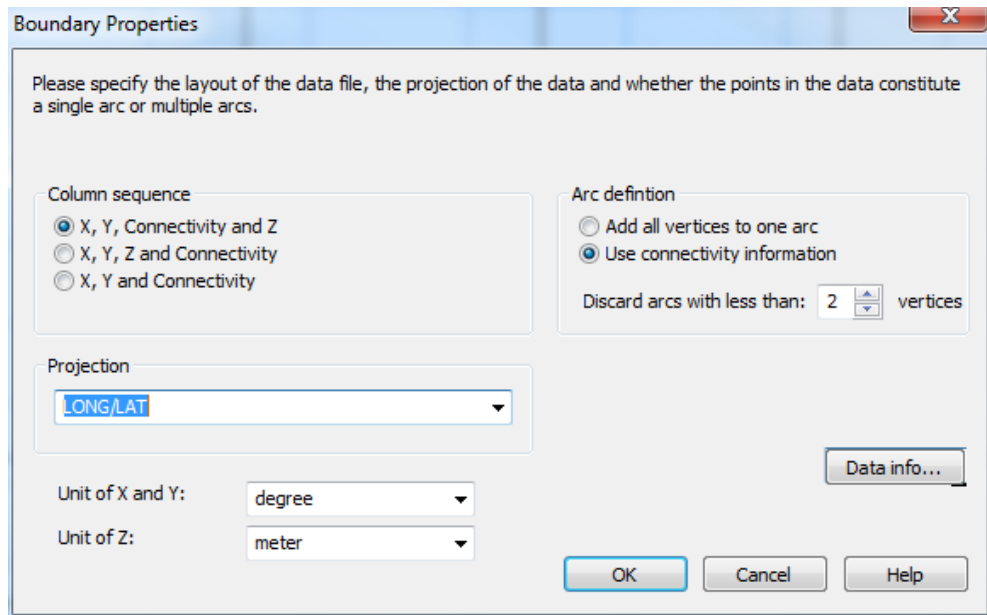 Boundary Properties
X
Please specify the layout of the data file, the projection of the data and whether the points in the data constitute
a single arc or multiple arcs.
Column sequence
X, Y, Connectivity and Z
X, Y, Z and Connectivity
X, Y and Connectivity
Arc defintion
Add all vertices to one arc
Use connectivity information
Discard arcs with less than: 2 vertices
Projection
LONG/LAT
Data info...
Unit of X and Y: degree
Unit of Z: meter
OK Cancel Help